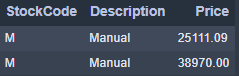 StockCode Description Price
M Manual 25111.09
M Manual 38970.00